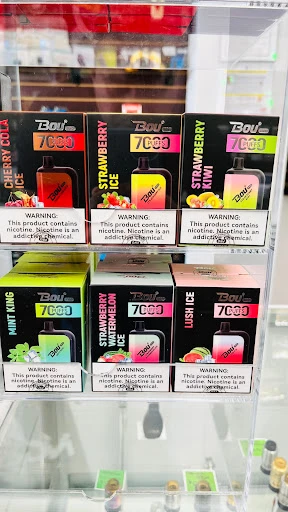 CHERRY COLA
ICE
Bou
7000
WARNING:
This product contains
nicotine. Nicotine is an
addictive chemical.
STRAWBERRY
ICE
Bou
7000
WARNING:
This product contains
nicotine. Nicotine is an
addictive chemical.
STRAWBERRY
KIWI
Bou
7000
WARNING:
This product contains
nicotine. Nicotine is an
addictive chemical.
MINT KING
Bou
7000
WARNING:
This product contains
nicotine. Nicotine is an
addictive chemical.
STRAWBERRY
WATERMELON
ICE
Bou
7000
WARNING:
This product contains
nicotine. Nicotine is an
addictive chemical.
LUSH ICE
Bou
7000
WARNING:
This product contains
nicotine. Nicotine is an
addictive chemical.